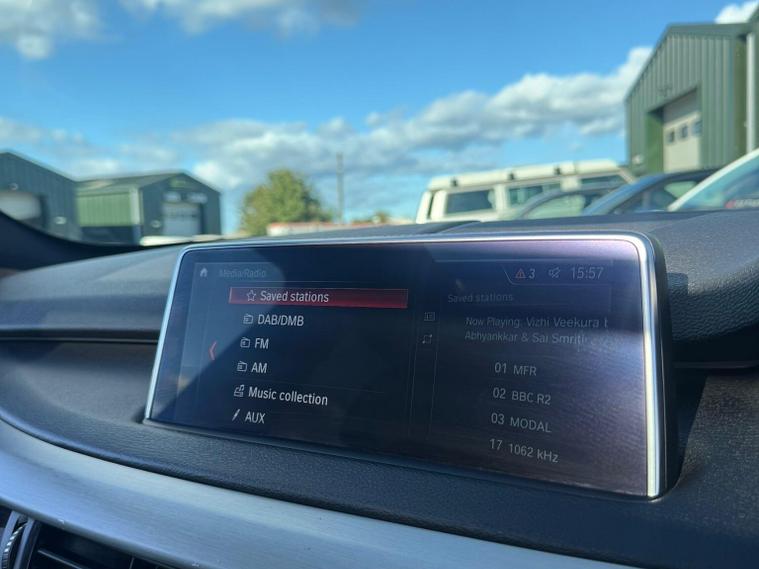 Media/Radio
3
15:57
Saved stations
DAB/DMB
FM
AM
Music collection
AUX
Saved stations
Now Playing: Vizhi Veekura
Abhyankkar & Sai
01 MFR
02 BBC R2
03 MODAL
17 1062 kHz